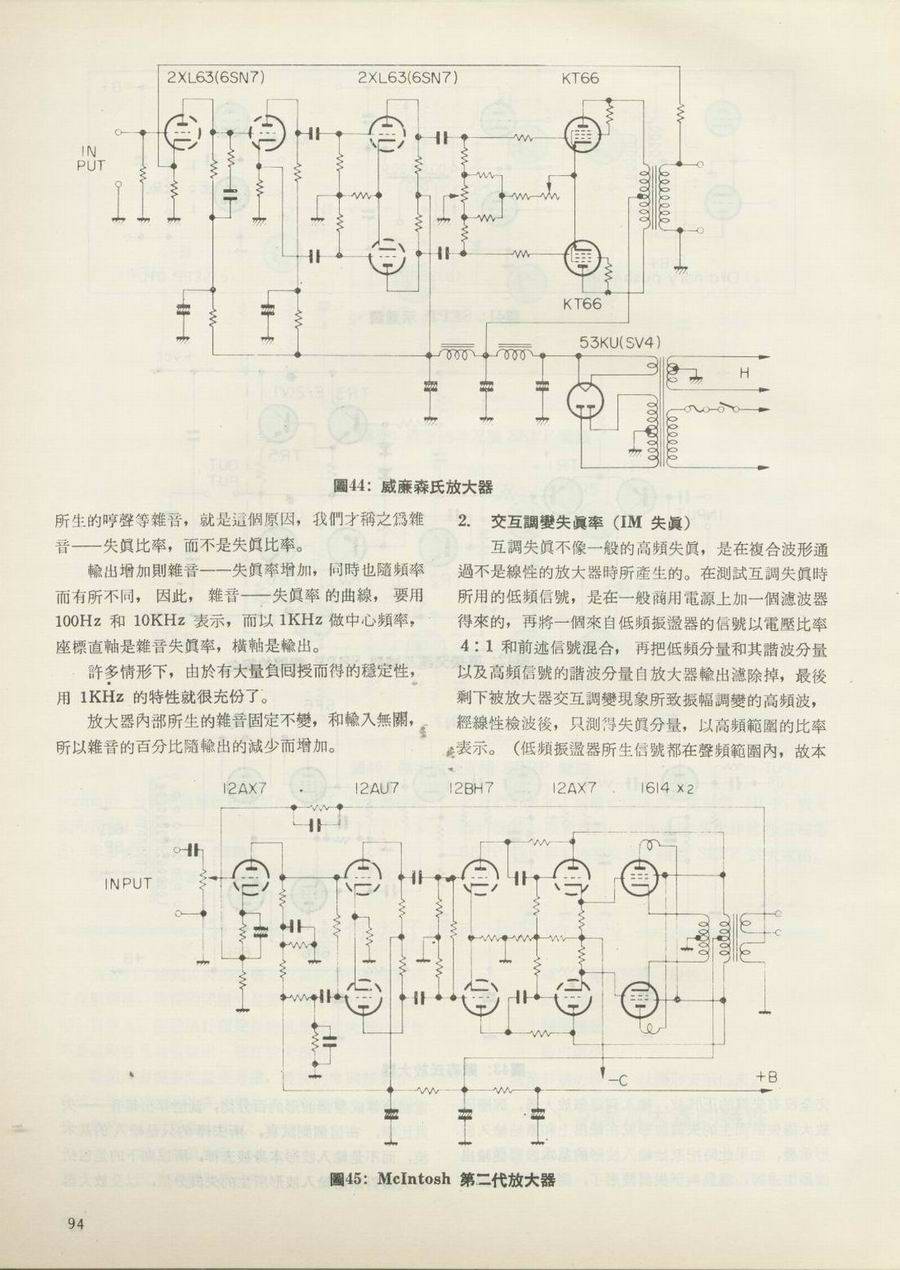 2XL63(6SN7)
2XL63(6SN7)
KT66
IN
PUT
KT66
53KU(SV4)
H
圖44：威廉森氏放大器
所生的哼聲等雜音，就是這個原因，我們才稱之爲雜
音——失眞比率，而不是失眞比率。
輸出增加則雜音——失眞率增加，同時也隨頻率
而有所不同，因此，雜音——失眞率的曲線，要用
100Hz 和 10KHz 表示，而以 1KHz 做中心頻率，
座標直軸是雜音失眞率，橫軸是輸出。
許多情形下，由於有大量負回授而得的穩定性，
用 1KHz 的特性就很充份了。
放大器內部所生的雜音固定不變，和輸入無關，
所以雜音的百分比隨輸出的減少而增加。
2. 交互調變失眞率（IM 失眞）
互調失眞不像一般的高頻失眞，是在複合波形通
過不是線性的放大器時所產生的。在測試互調失眞時
所用的低頻信號，是在一般商用電源上加一個濾波器
得來的，再將一個來自低頻振盪器的信號以電壓比率
4：1 和前述信號混合，再把低頻分量和其諧波分量
以及高頻信號的諧波分量自放大器輸出濾除掉，最後
剩下被放大器交互調變現象所致振幅調變的高頻波，
經線性檢波後，只測得失眞分量，以高頻範圍的比率
表示。（低頻振盪器所生信號都在聲頻範圍內，故本
12AX7
12AU7
12BH7
12AX7
1614 x2
INPUT
-C
+B
圖45：McIntosh 第二代放大器
94